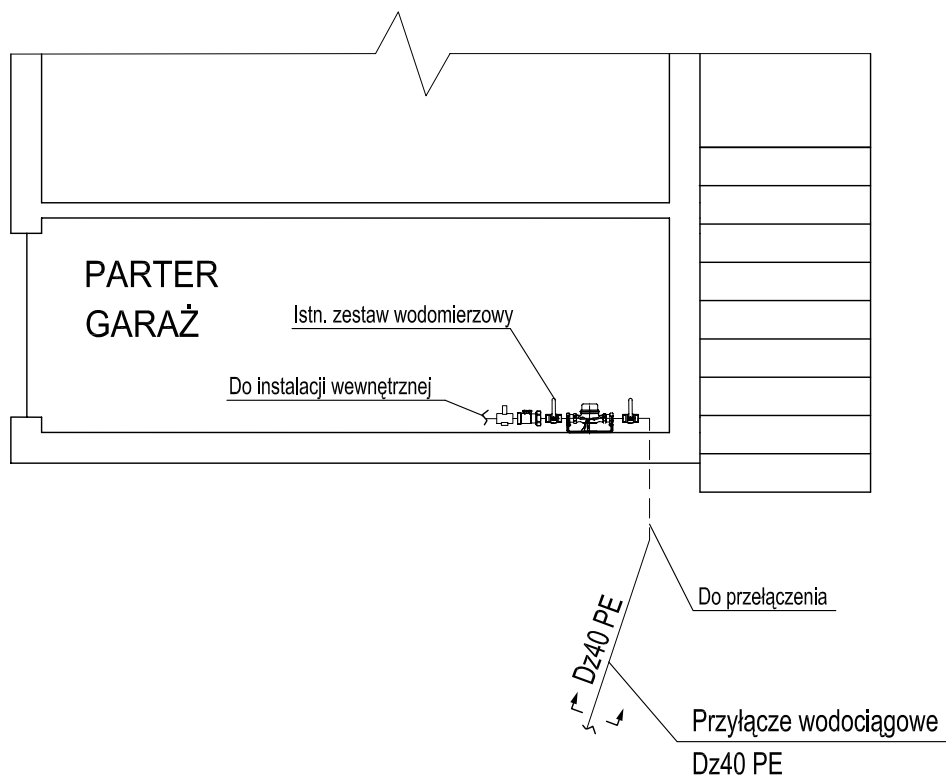 PARTER
GARAŻ
Istn. zestaw wodomierzowy
Do instalacji wewnętrznej
Do przełączenia
Dz40 PE
Przyłącze wodociągowe
Dz40 PE